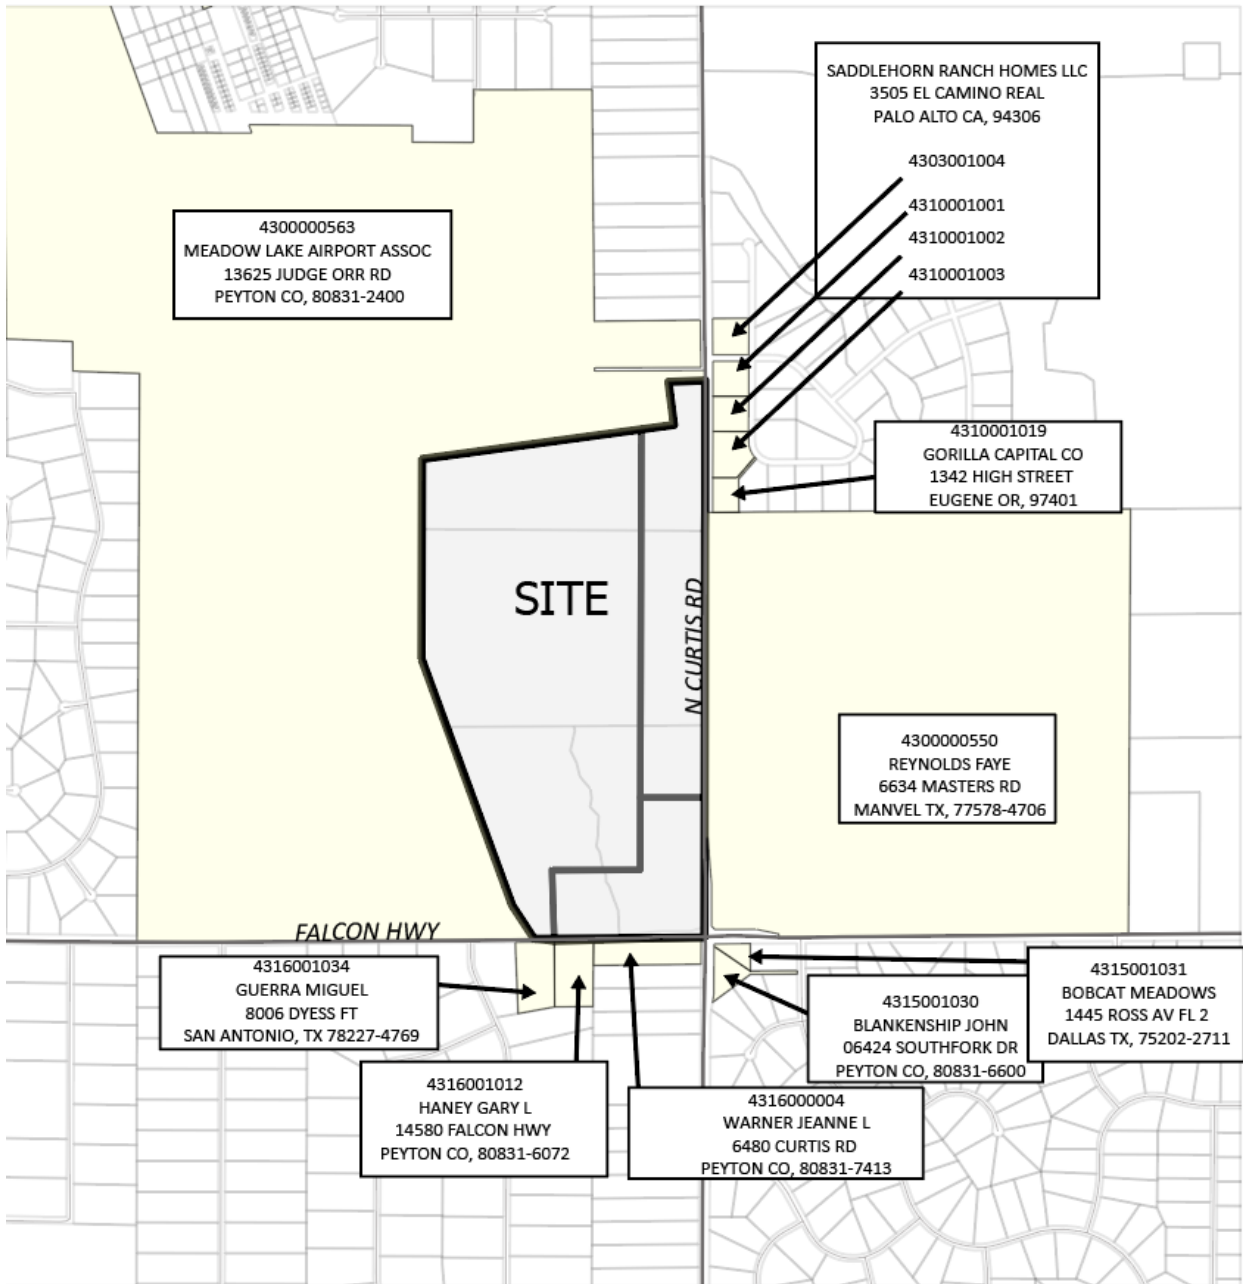 SADDLEHORN RANCH HOMES LLC
3505 EL CAMINO REAL
PALO ALTO CA, 94306
4303001004
4310001001
4310001002
4310001003
4300000563
MEADOW LAKE AIRPORT ASSOC
13625 JUDGE ORR RD
PEYTON CO, 80831-2400
4310001019
GORILLA CAPITAL CO
1342 HIGH STREET
EUGENE OR, 97401
SITE
N CURTIS RD
4300000550
REYNOLDS FAYE
6634 MASTERS RD
MANVEL TX, 77578-4706
FALCON HWY
4316001034
GUERRA MIGUEL
8006 DYESS FT
SAN ANTONIO, TX 78227-4769
4315001031
BOBCAT MEADOWS
1445 ROSS AV FL 2
DALLAS TX, 75202-2711
4315001030
BLANKENSHIP JOHN
06424 SOUTHFORK DR
PEYTON CO, 80831-6600
4316001012
HANEY GARY L
14580 FALCON HWY
PEYTON CO, 80831-6072
4316000004
WARNER JEANNE L
6480 CURTIS RD
PEYTON CO, 80831-7413